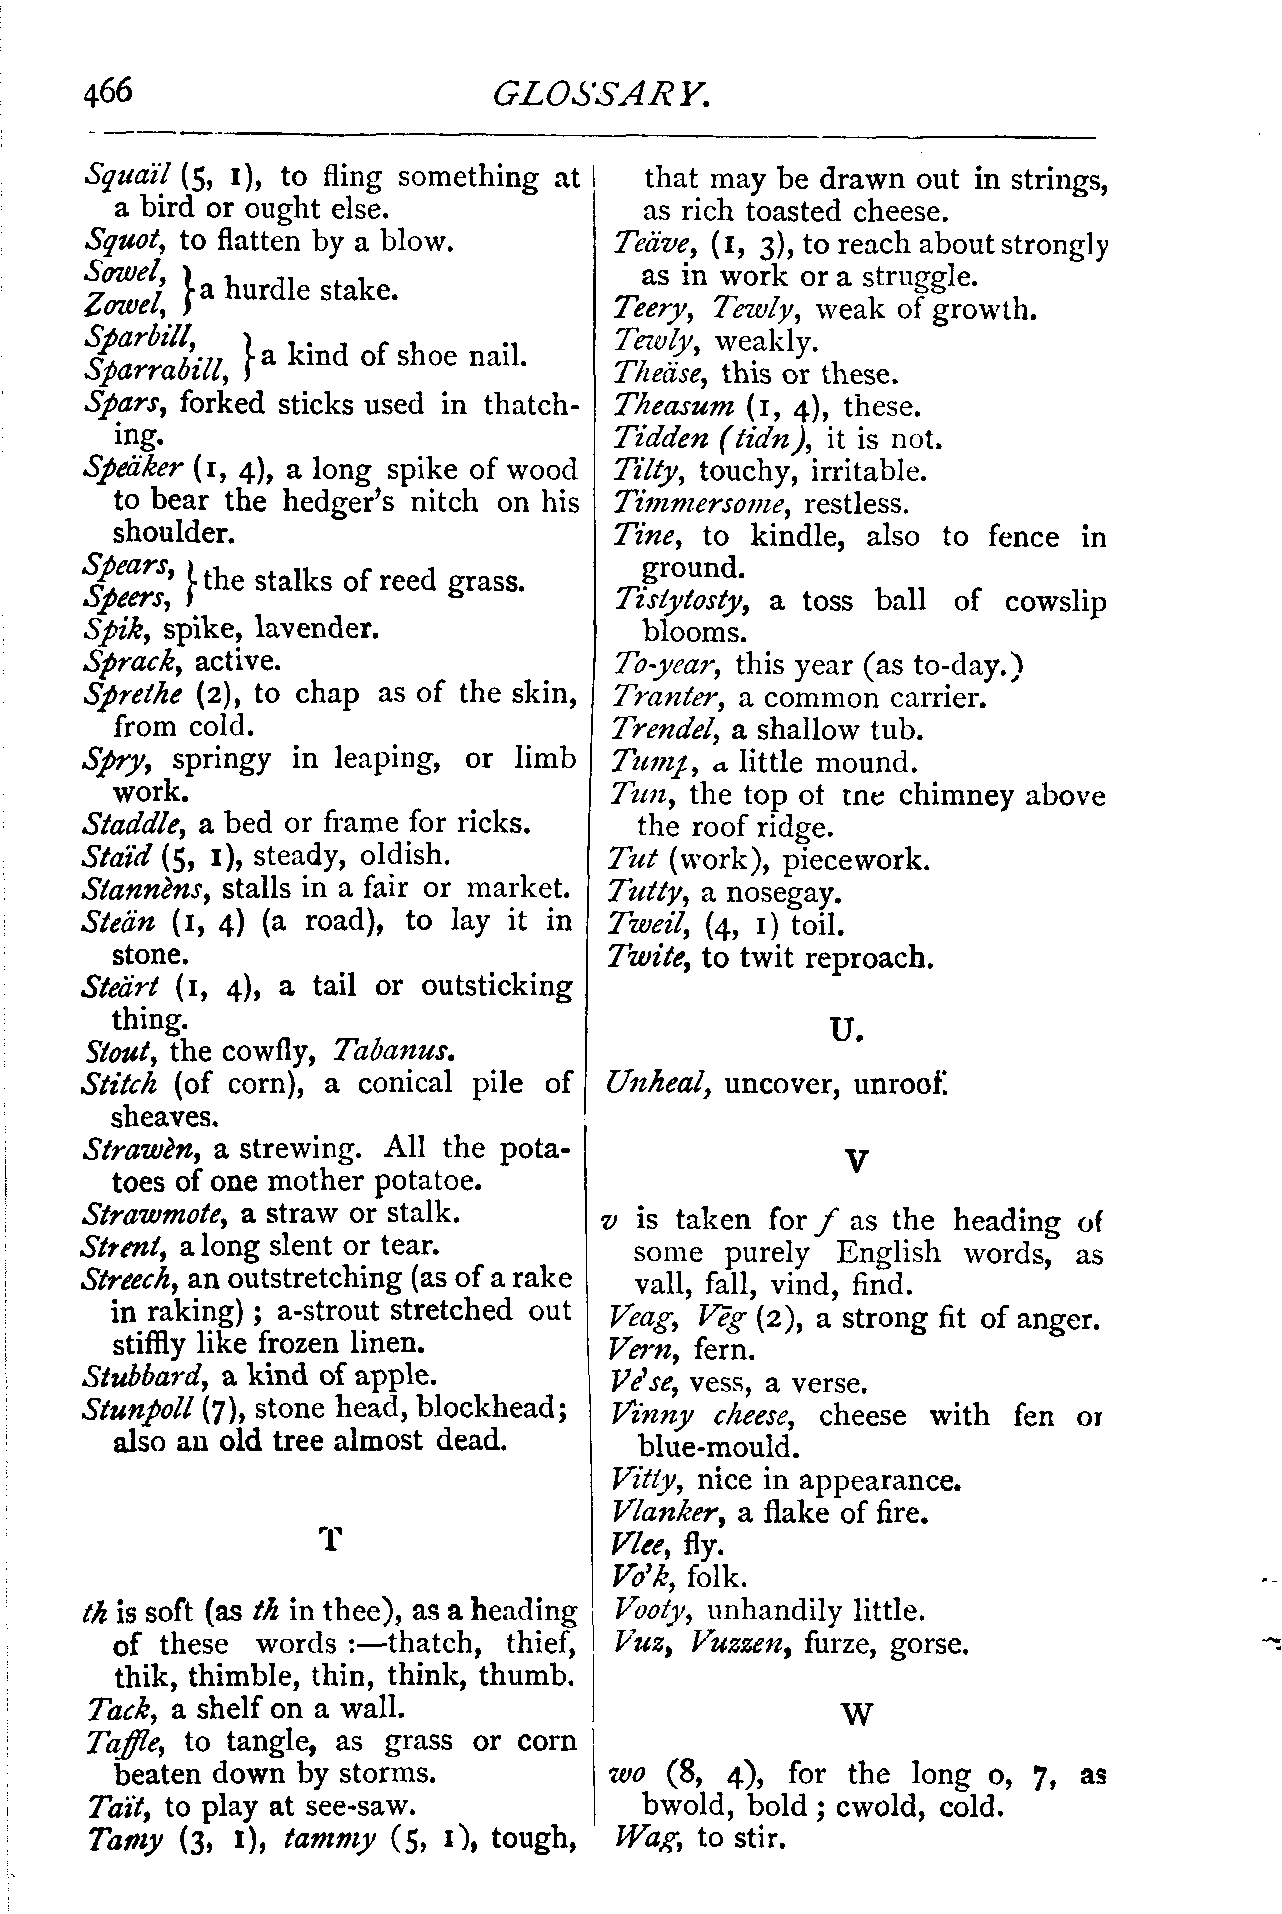 466 GLOSSARY.
Squaïl (5, 1), to fling something at
a bird or ought else.
Squot, to flatten by a blow.
Sowel, }
Zowel, } a hurdle stake.
Sparbill, }
Sparrabill, } a kind of shoe nail.
Spars, forked sticks used in thatch-
ing.
Speäker (1, 4), a long spike of wood
to bear the hedger's nitch on his
shoulder.
Spears, }
Speers, } the stalks of reed grass.
Spik, spike, lavender.
Sprack, active.
Sprethe (2), to chap as of the skin,
from cold.
Spry, springy in leaping, or limb
work.
Staddle, a bed or frame for ricks.
Staïd (5, 1), steady, oldish.
Stannèns, stalls in a fair or market.
Steän (1, 4) (a road), to lay it in
stone.
Steärt (1, 4), a tail or outsticking
thing.
Stout, the cowfly, Tabanus.
Stitch (of corn), a conical pile of
sheaves.
Strawèn, a strewing. All the pota-
toes of one mother potatoe.
Strawmote, a straw or stalk.
Strent, a long slent or tear.
Streech, an outstretching (as of a rake
in raking) ; a-strout stretched out
stiffly like frozen linen.
Stubbard, a kind of apple.
Stunpoll (7), stone head, blockhead;
also an old tree almost dead.
T
th is soft (as th in thee), as a heading
of these words :—thatch, thief,
thik, thimble, thin, think, thumb.
Tack, a shelf on a wall.
Taffle, to tangle, as grass or corn
beaten down by storms.
Taït, to play at see-saw.
Tamy (3, 1), tammy (5, 1), tough,
that may be drawn out in strings,
as rich toasted cheese.
Teäve, (1, 3), to reach about strongly
as in work or a struggle.
Teery, Tewly, weak of growth.
Tewly, weakly.
Theäse, this or these.
Theasum (1, 4), these.
Tidden (tidn), it is not.
Tilty, touchy, irritable.
Timmersome, restless.
Tine, to kindle, also to fence in
ground.
Tistytosty, a toss ball of cowslip
blooms.
To-year, this year (as to-day.)
Tranter, a common carrier.
Trendel, a shallow tub.
Tump, a little mound.
Tun, the top of the chimney above
the roof ridge.
Tut (work), piecework.
Tutty, a nosegay.
Tweil, (4, 1) toil.
Twite, to twit reproach.
U.
Unheal, uncover, unroof.
V
v is taken for f as the heading of
some purely English words, as
vall, fall, vind, find.
Veag, Vēg (2), a strong fit of anger.
Vern, fern.
Ve'se, vess, a verse.
Vinny cheese, cheese with fen or
blue-mould.
Vitty, nice in appearance.
Vlanker, a flake of fire.
Vlee, fly.
Vo'k, folk.
Vooty, unhandily little.
Vuz, Vuzzen, furze, gorse.
W
wo (8, 4), for the long o, 7, as
bwold, bold ; cwold, cold.
Wag, to stir.